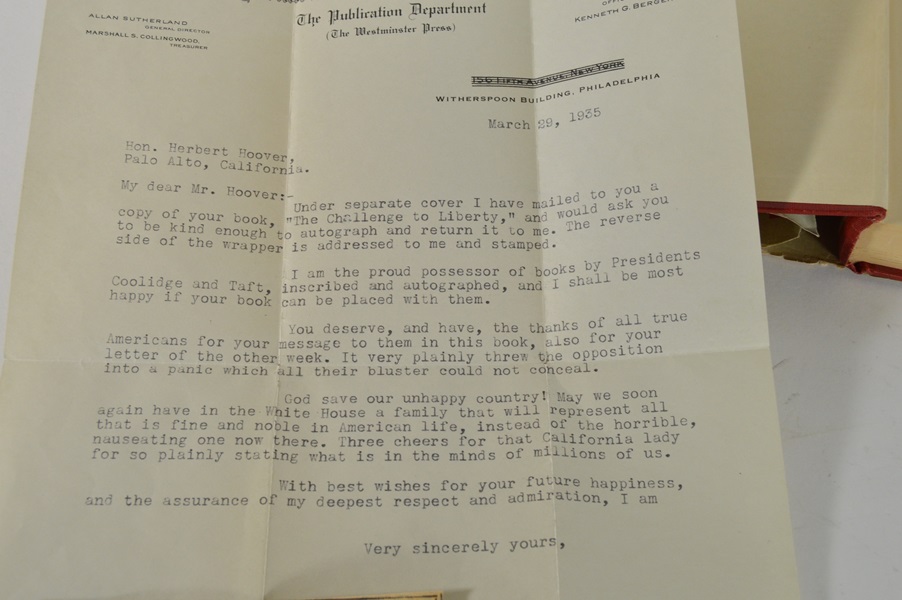 ALLAN SUTHERLAND
GENERAL DIRECTOR
MARSHALL S. COLLINGWOOD,
TREASURER
The Publication Department
(The Westminster Press)
KENNETH G. BERGER
156 FIFTH AVENUE, NEW YORK
WITHERSPOON BUILDING, PHILADELPHIA
March 29, 1935
Hon. Herbert Hoover,
Palo Alto, California.
My dear Mr. Hoover:-
Under separate cover I have mailed to you a
copy of your book, "The Challenge to Liberty," and would ask you
to be kind enough to autograph and return it to me. The reverse
side of the wrapper is addressed to me and stamped.
I am the proud possessor of books by Presidents
Coolidge and Taft, inscribed and autographed, and I shall be most
happy if your book can be placed with them.
You deserve, and have, the thanks of all true
Americans for your message to them in this book, also for your
letter of the other week. It very plainly threw the opposition
into a panic which all their bluster could not conceal.
God save our unhappy country! May we soon
again have in the White House a family that will represent all
that is fine and noble in American life, instead of the horrible,
nauseating one now there. Three cheers for that California lady
for so plainly stating what is in the minds of millions of us.
With best wishes for your future happiness,
and the assurance of my deepest respect and admiration, I am
Very sincerely yours,